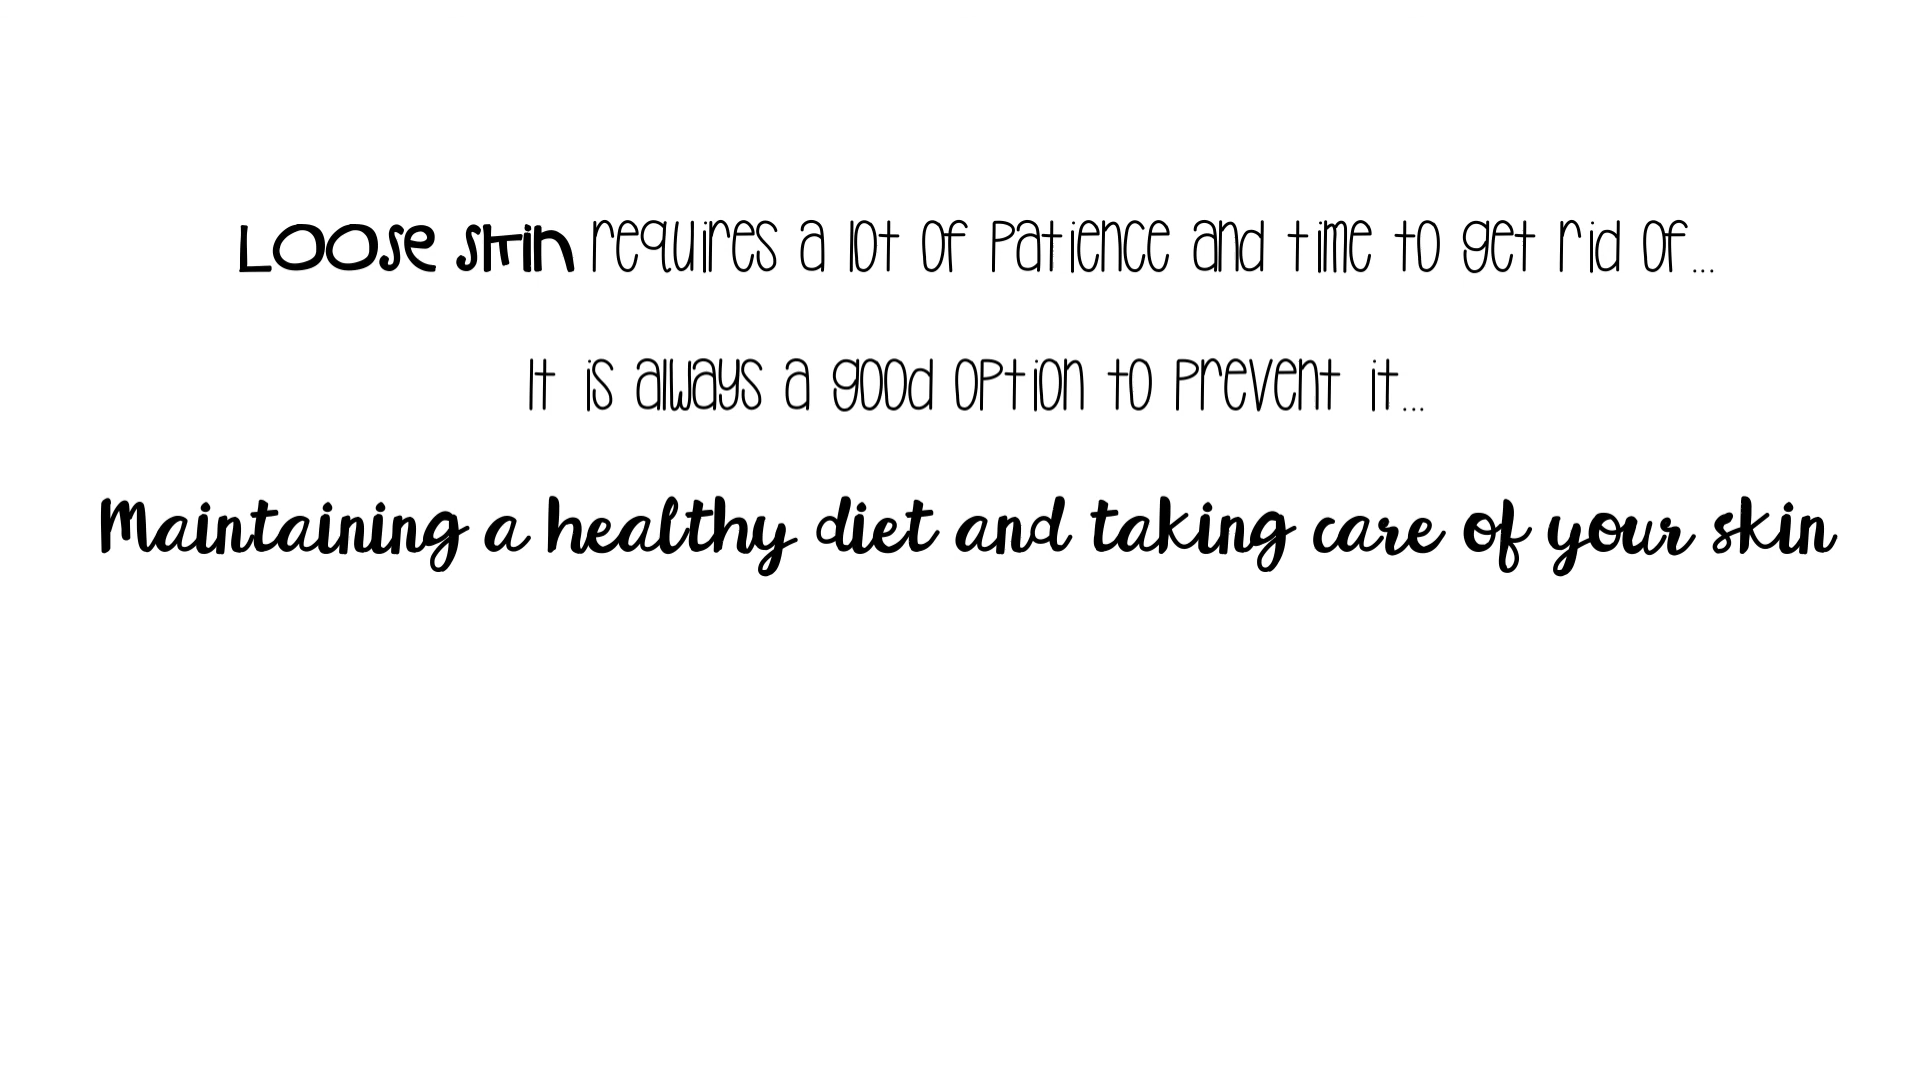 Loose skin requires a lot of patience and time to get rid of...
It is always a good option to prevent it...
Maintaining a healthy diet and taking care of your skin